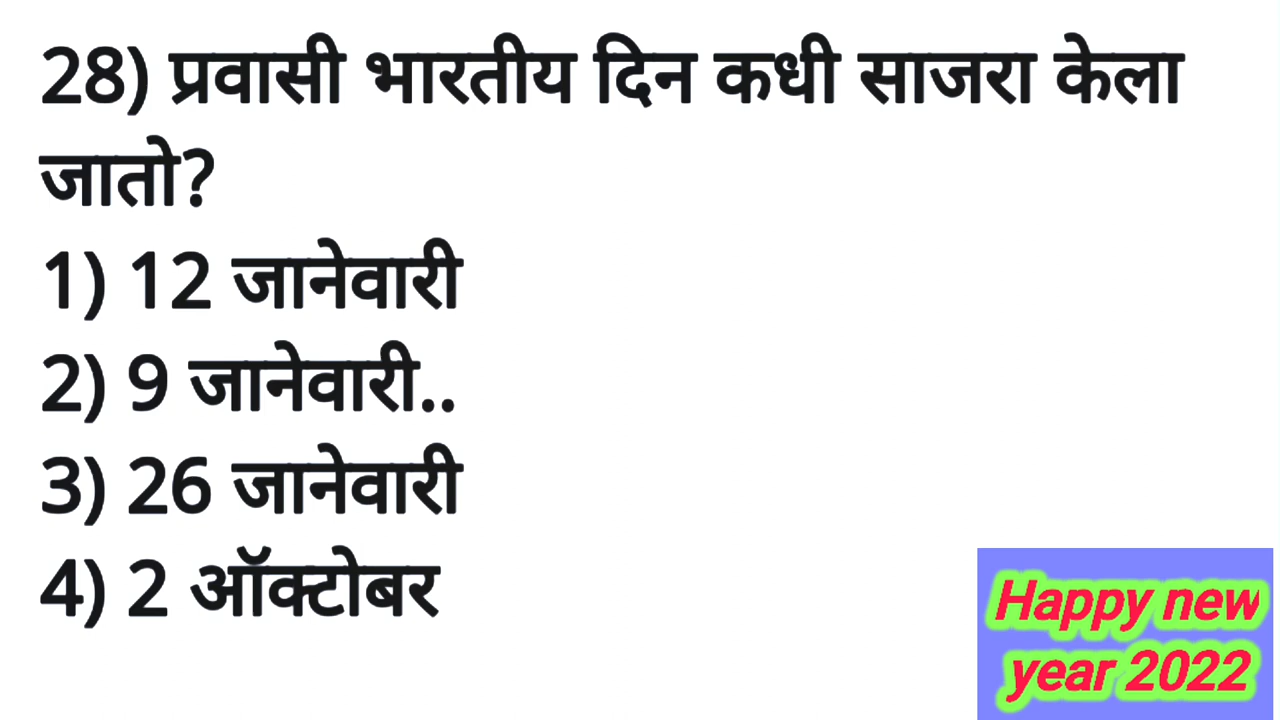 28) प्रवासी भारतीय दिन कधी साजरा केला
जातो?
1) 12 जानेवारी
2) 9 जानेवारी..
3) 26 जानेवारी
4) 2 ऑक्टोबर
Happy new
year 2022